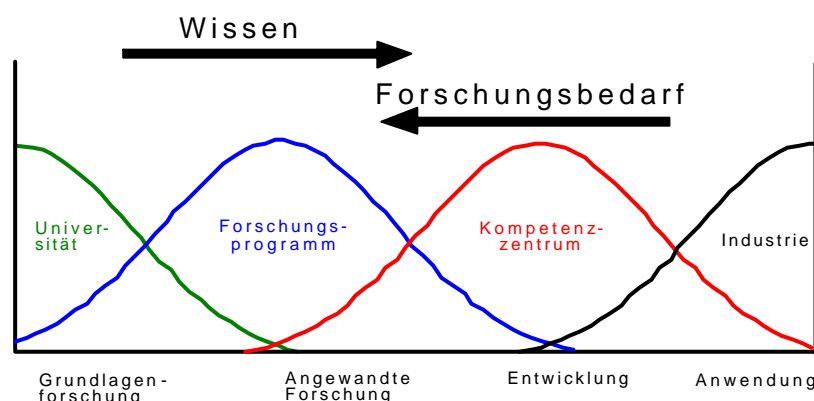 Wissen
Forschungsbedarf
Univer-
sität
Forschungs-
programm
Kompetenz-
zentrum
Industrie
Grundlagen-
forschung
Angewandte
Forschung
Entwicklung
Anwendung